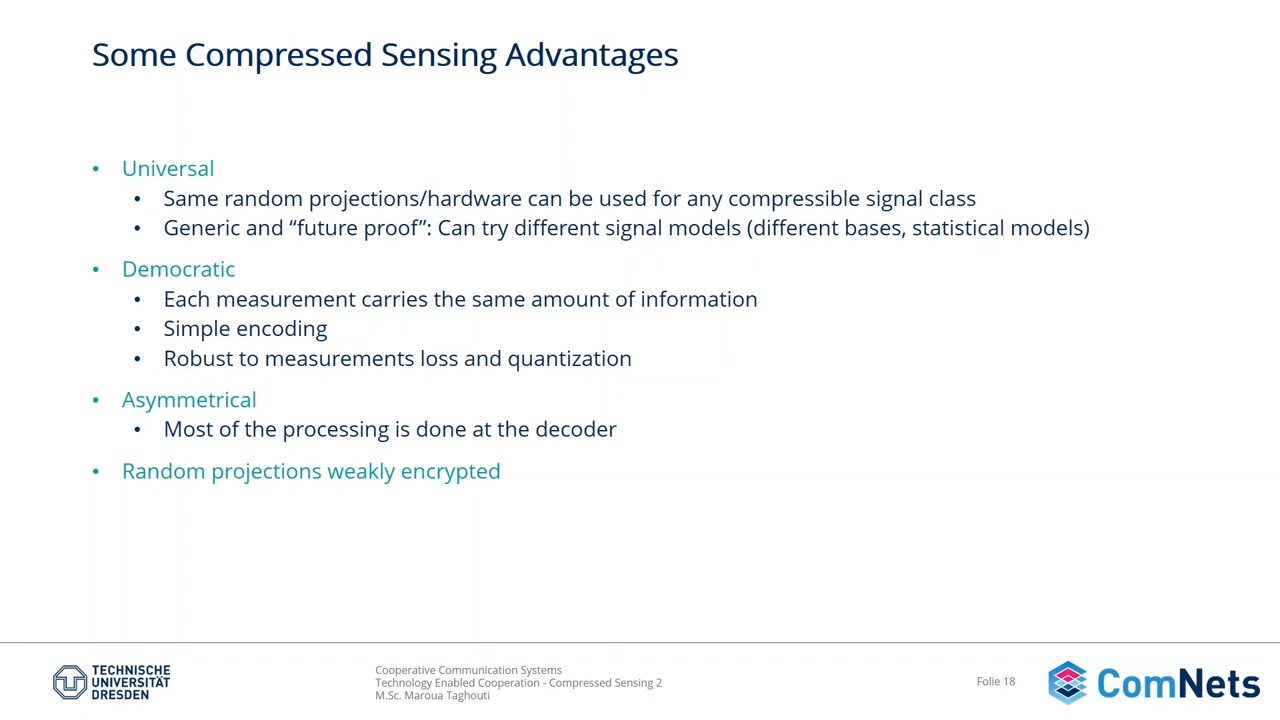 Some Compressed Sensing Advantages
• Universal
• Same random projections/hardware can be used for any compressible signal class
• Generic and “future proof”: Can try different signal models (different bases, statistical models)
• Democratic
• Each measurement carries the same amount of information
• Simple encoding
• Robust to measurements loss and quantization
• Asymmetrical
• Most of the processing is done at the decoder
• Random projections weakly encrypted
TECHNISCHE
UNIVERSITÄT
DRESDEN
Cooperative Communication Systems
Technology Enabled Cooperation - Compressed Sensing 2
M.Sc. Maroua Taghouti
Folie 18
ComNets